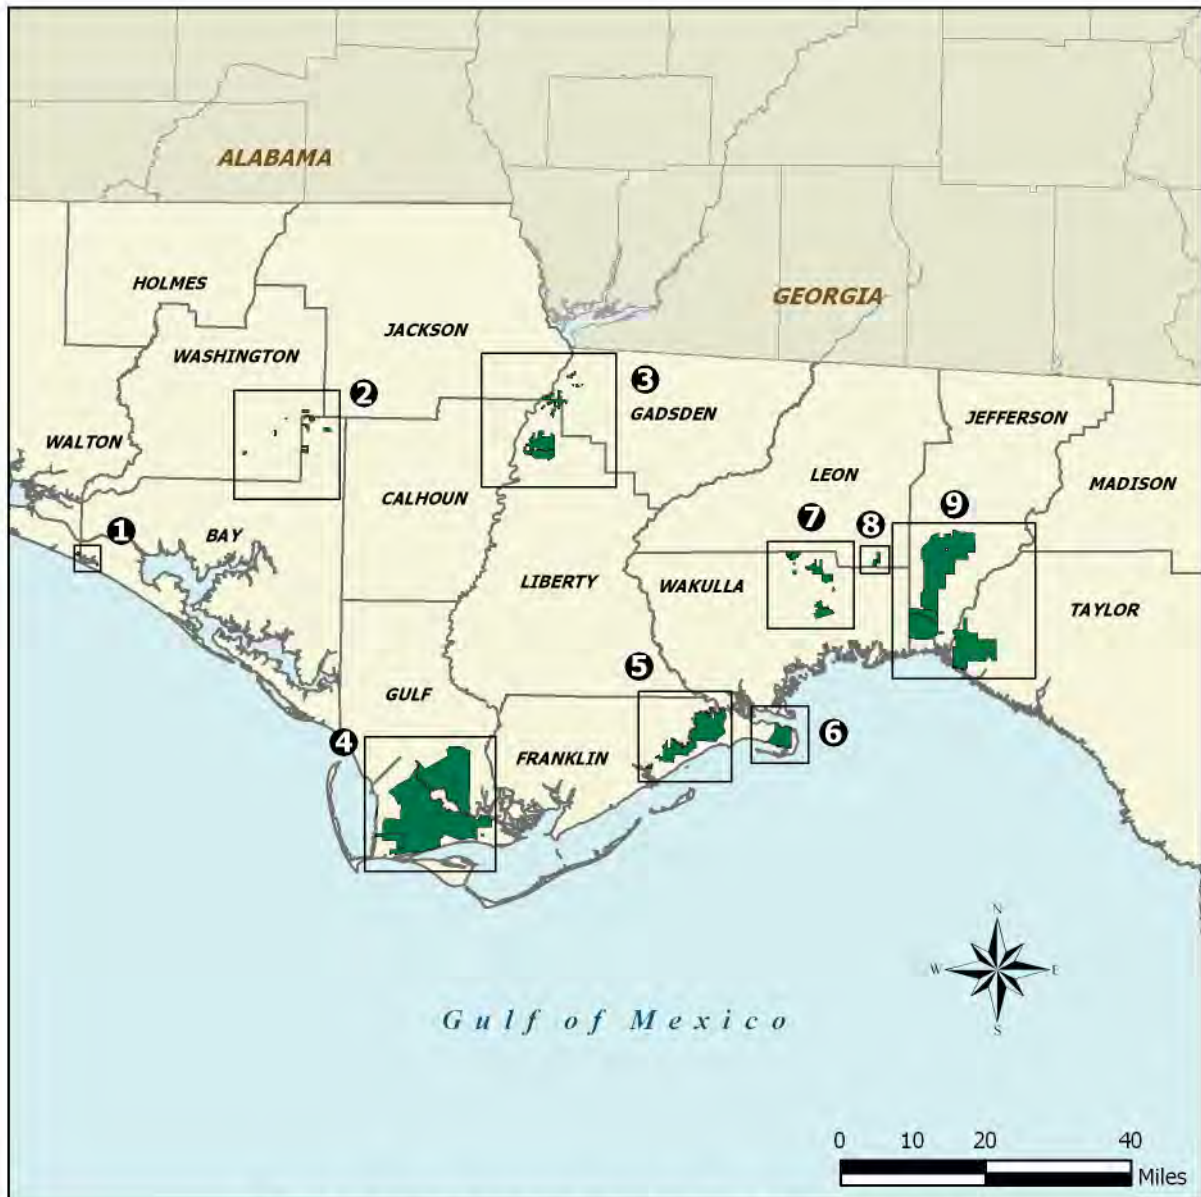 ALABAMA
HOLMES
GEORGIA
JACKSON
WASHINGTON
2
3
GADSDEN
JEFFERSON
WALTON
LEON
MADISON
CALHOUN
1
BAY
7
8
9
LIBERTY
WAKULLA
TAYLOR
5
GULF
4
FRANKLIN
6
N
W E
S
Gulf of Mexico
0 10 20 40
Miles